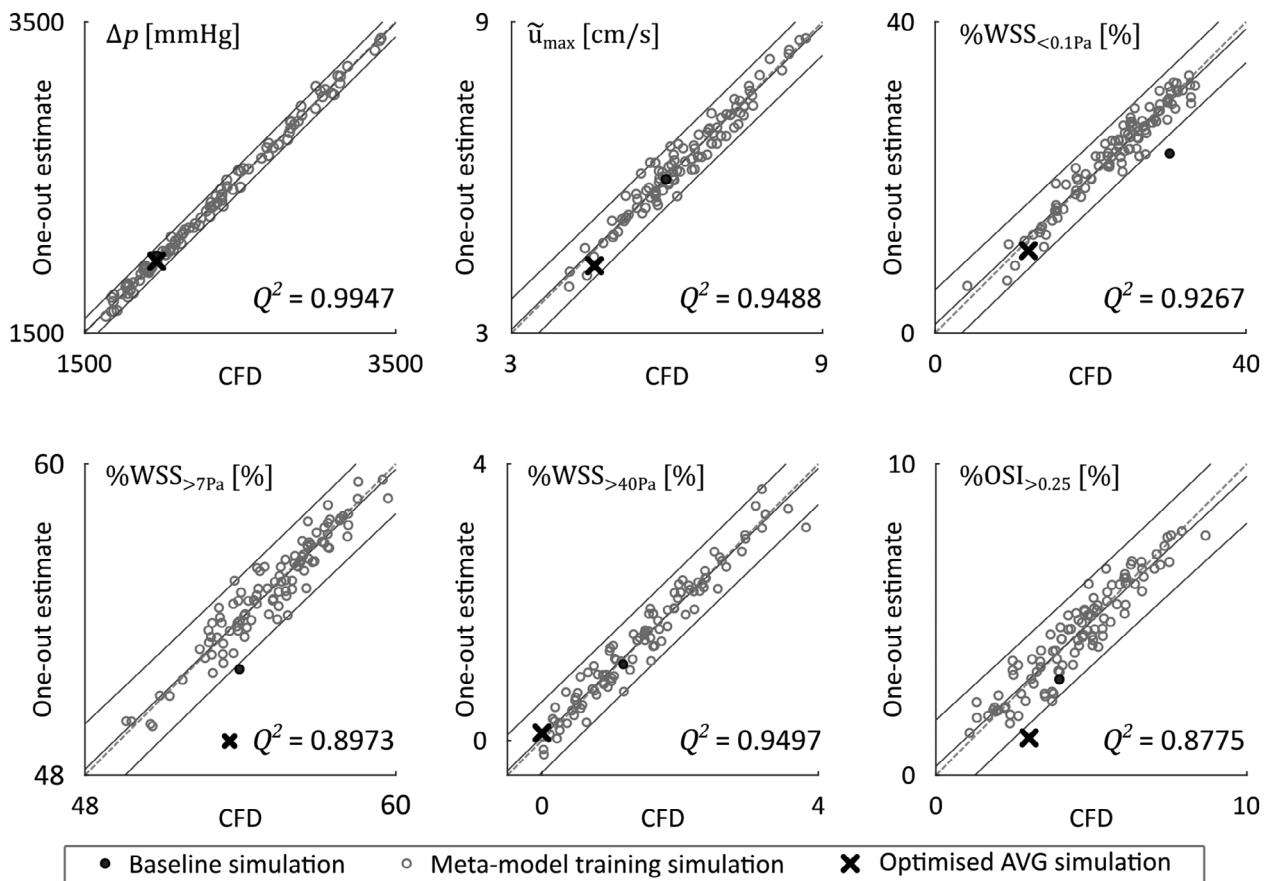 3500
Δp [mmHg]
One-out estimate
Q² = 0.9947
1500
1500
CFD
3500
9
ũmax [cm/s]
One-out estimate
Q² = 0.9488
3
3
CFD
9
40
%WSS<0.1Pa [%]
One-out estimate
Q² = 0.9267
0
0
CFD
40
60
%WSS>7Pa [%]
One-out estimate
Q² = 0.8973
48
48
CFD
60
4
%WSS>40Pa [%]
One-out estimate
0
Q² = 0.9497
0
CFD
4
10
%OSI>0.25 [%]
One-out estimate
Q² = 0.8775
0
0
CFD
10
Baseline simulation
Meta-model training simulation
Optimised AVG simulation